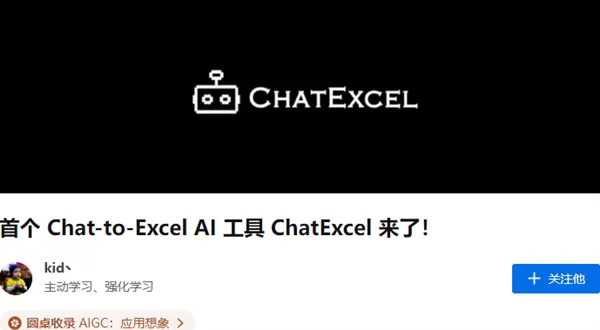 CHATEXCEL
首个 Chat-to-Excel AI 工具 ChatExcel 来了!
kid丶
主动学习、强化学习
+ 关注他
圆桌收录 AIGC：应用想象 >